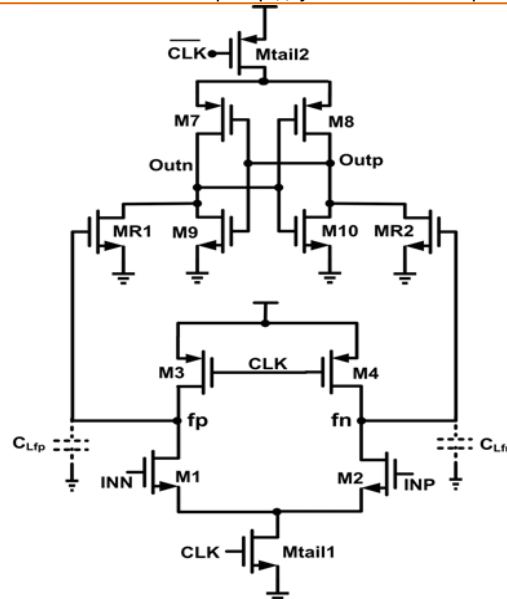 CLK
Mtail2
M7
M8
Outn
Outp
MR1
M9
M10
MR2
M3
CLK
M4
fp
fn
CLfp
INN
M1
M2
INP
CLK
Mtail1